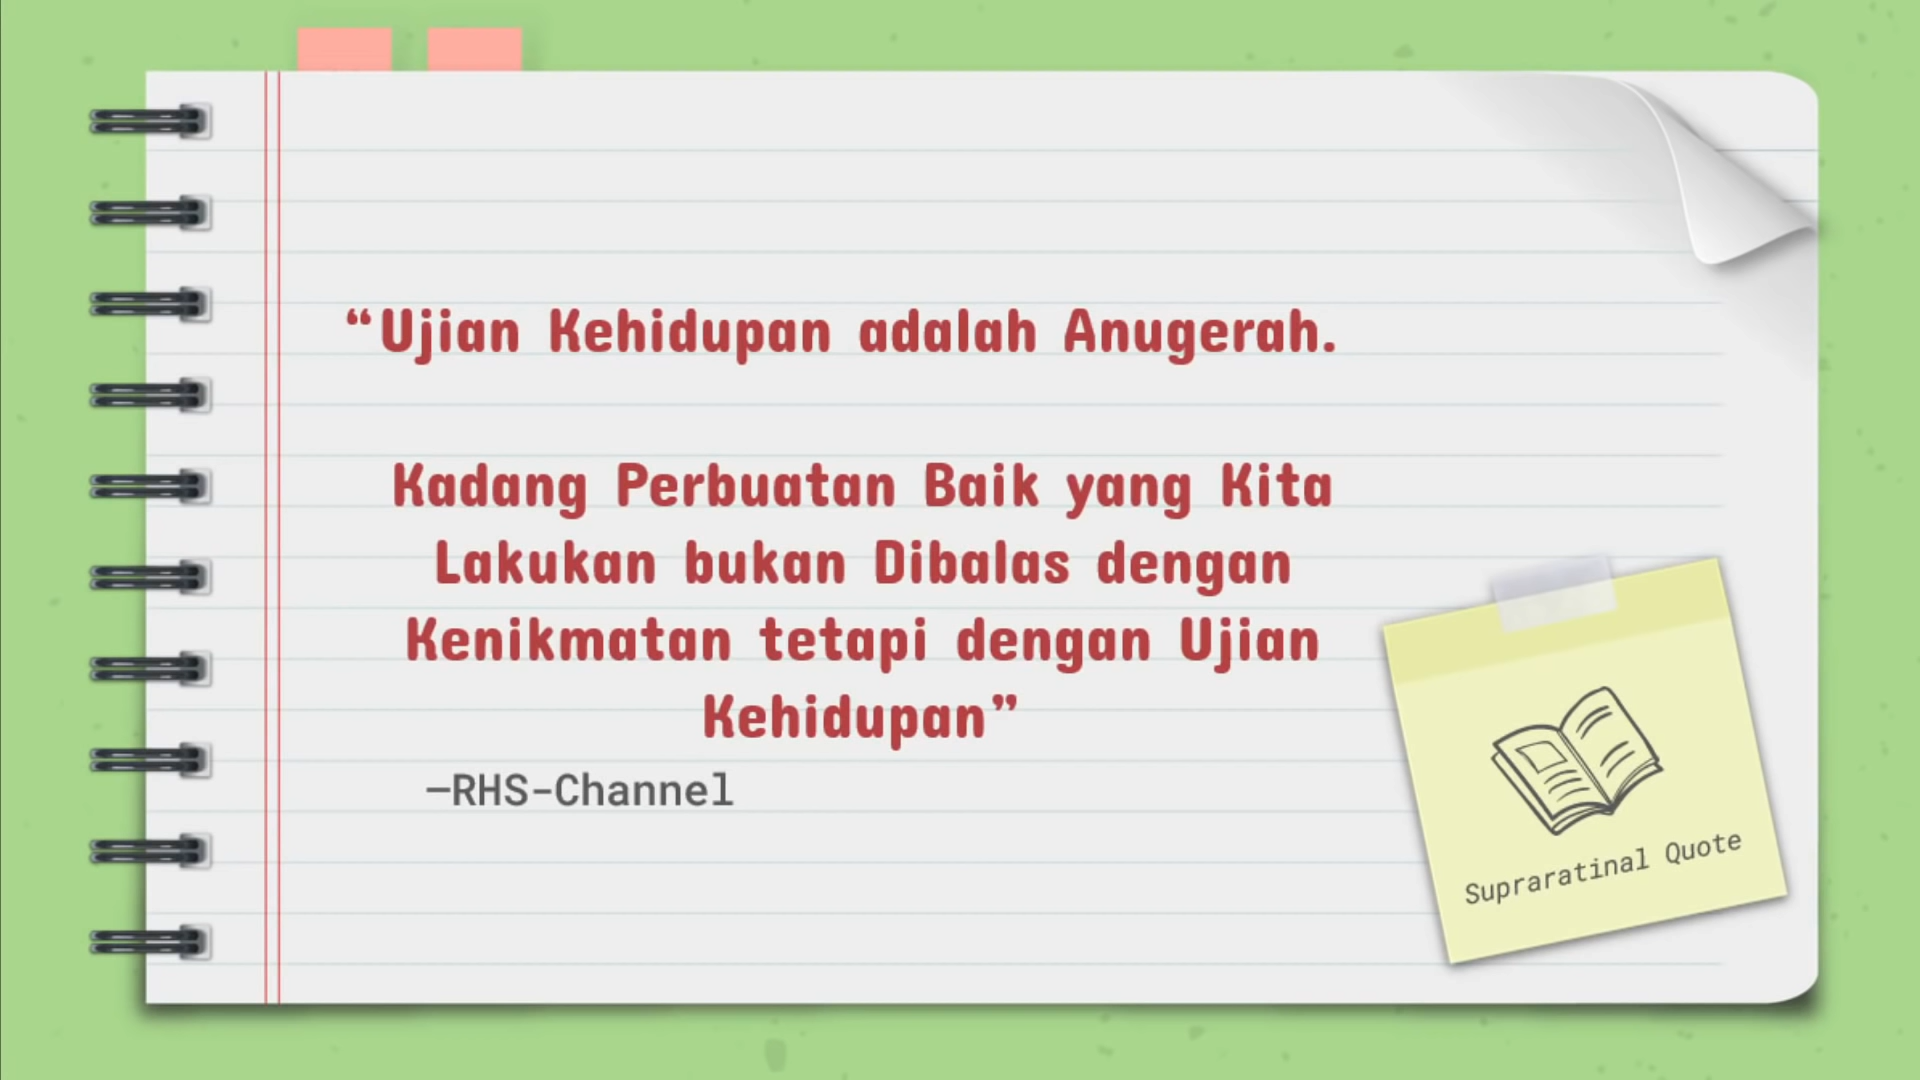 “Ujian Kehidupan adalah Anugerah.
Kadang Perbuatan Baik yang Kita
Lakukan bukan Dibalas dengan
Kenikmatan tetapi dengan Ujian
Kehidupan”
—RHS-Channel
Supraratinal Quote